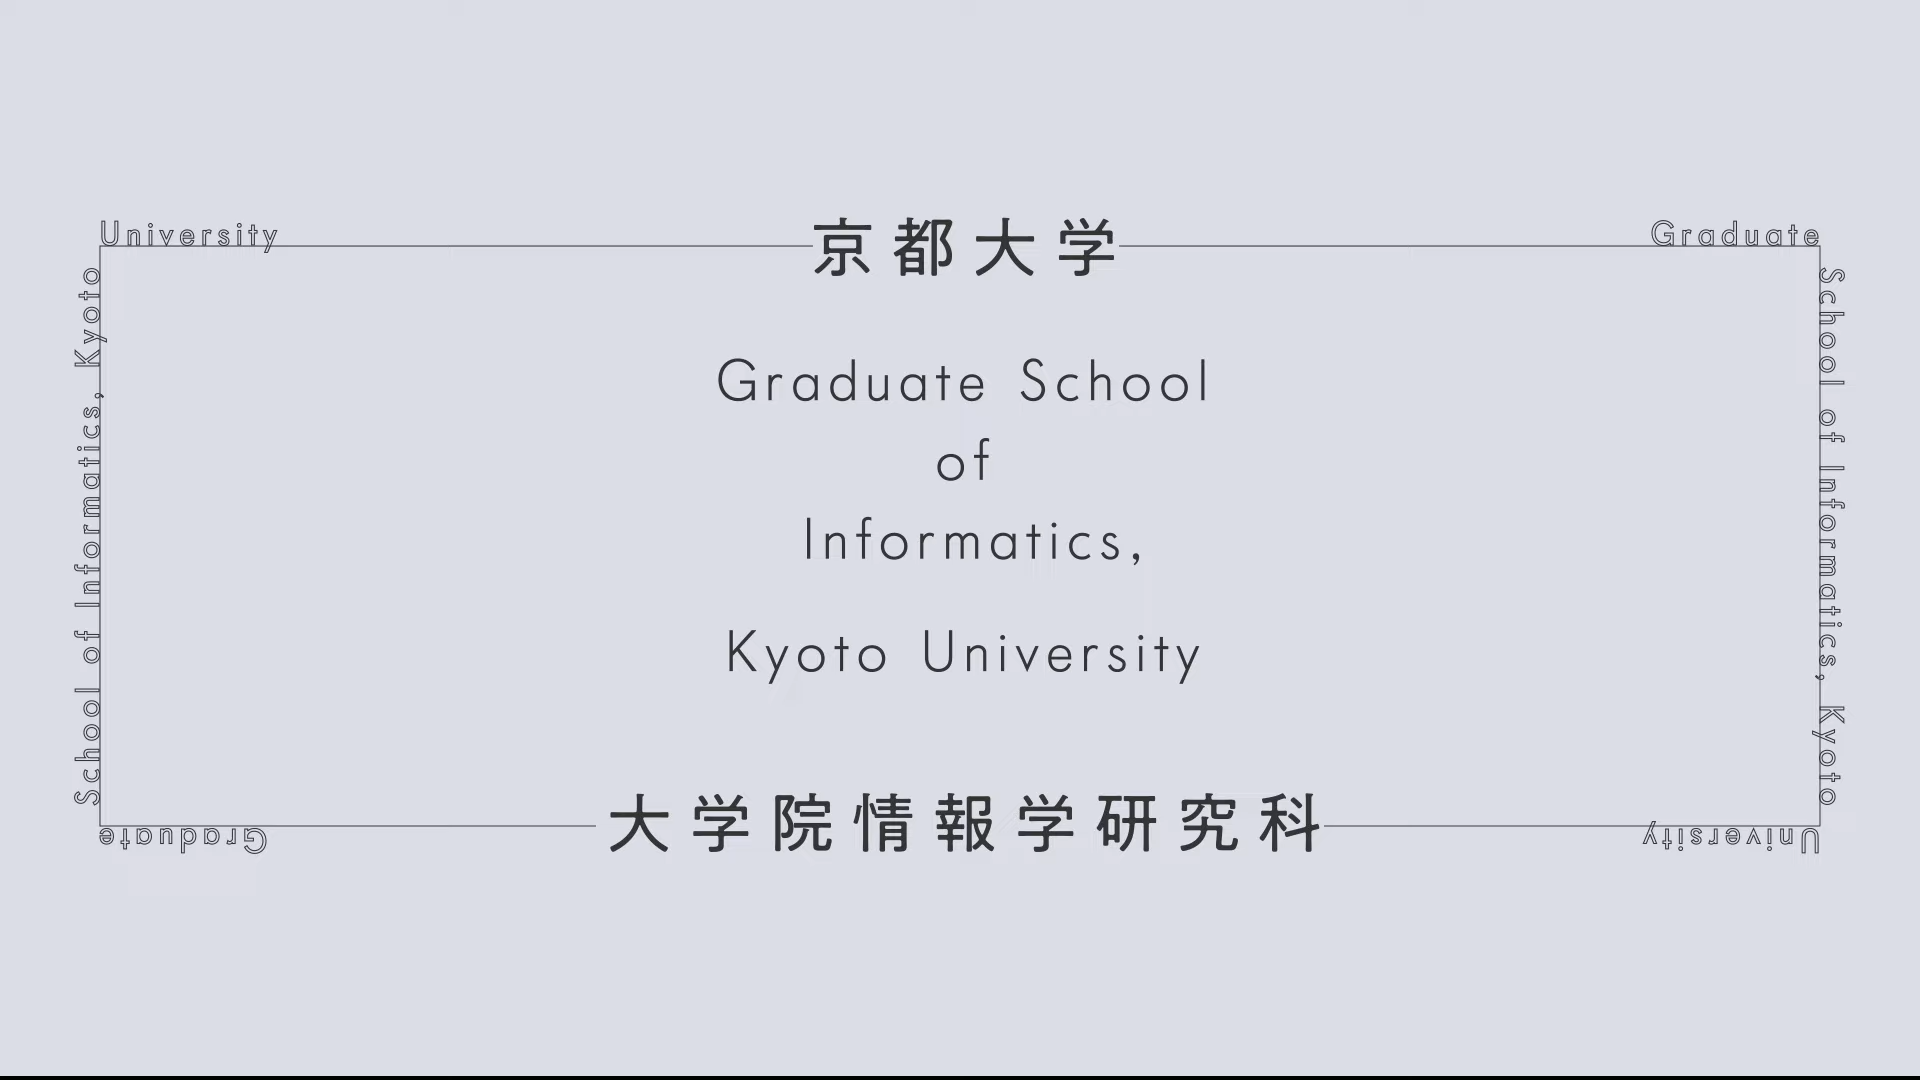 京都大学
University
Graduate
Graduate School
of
Informatics,
Kyoto University
School of Informatics, Kyoto
School of Informatics, Kyoto
大学院情報学研究科
Graduate
University